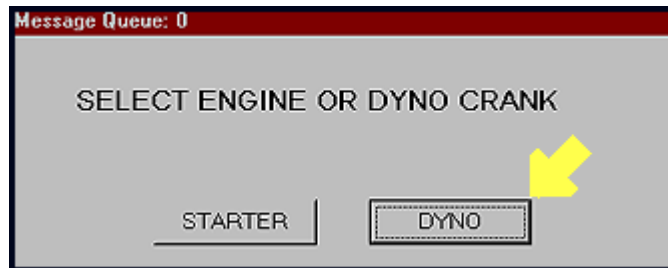 Message Queue: 0
SELECT ENGINE OR DYNO CRANK
STARTER DYNO